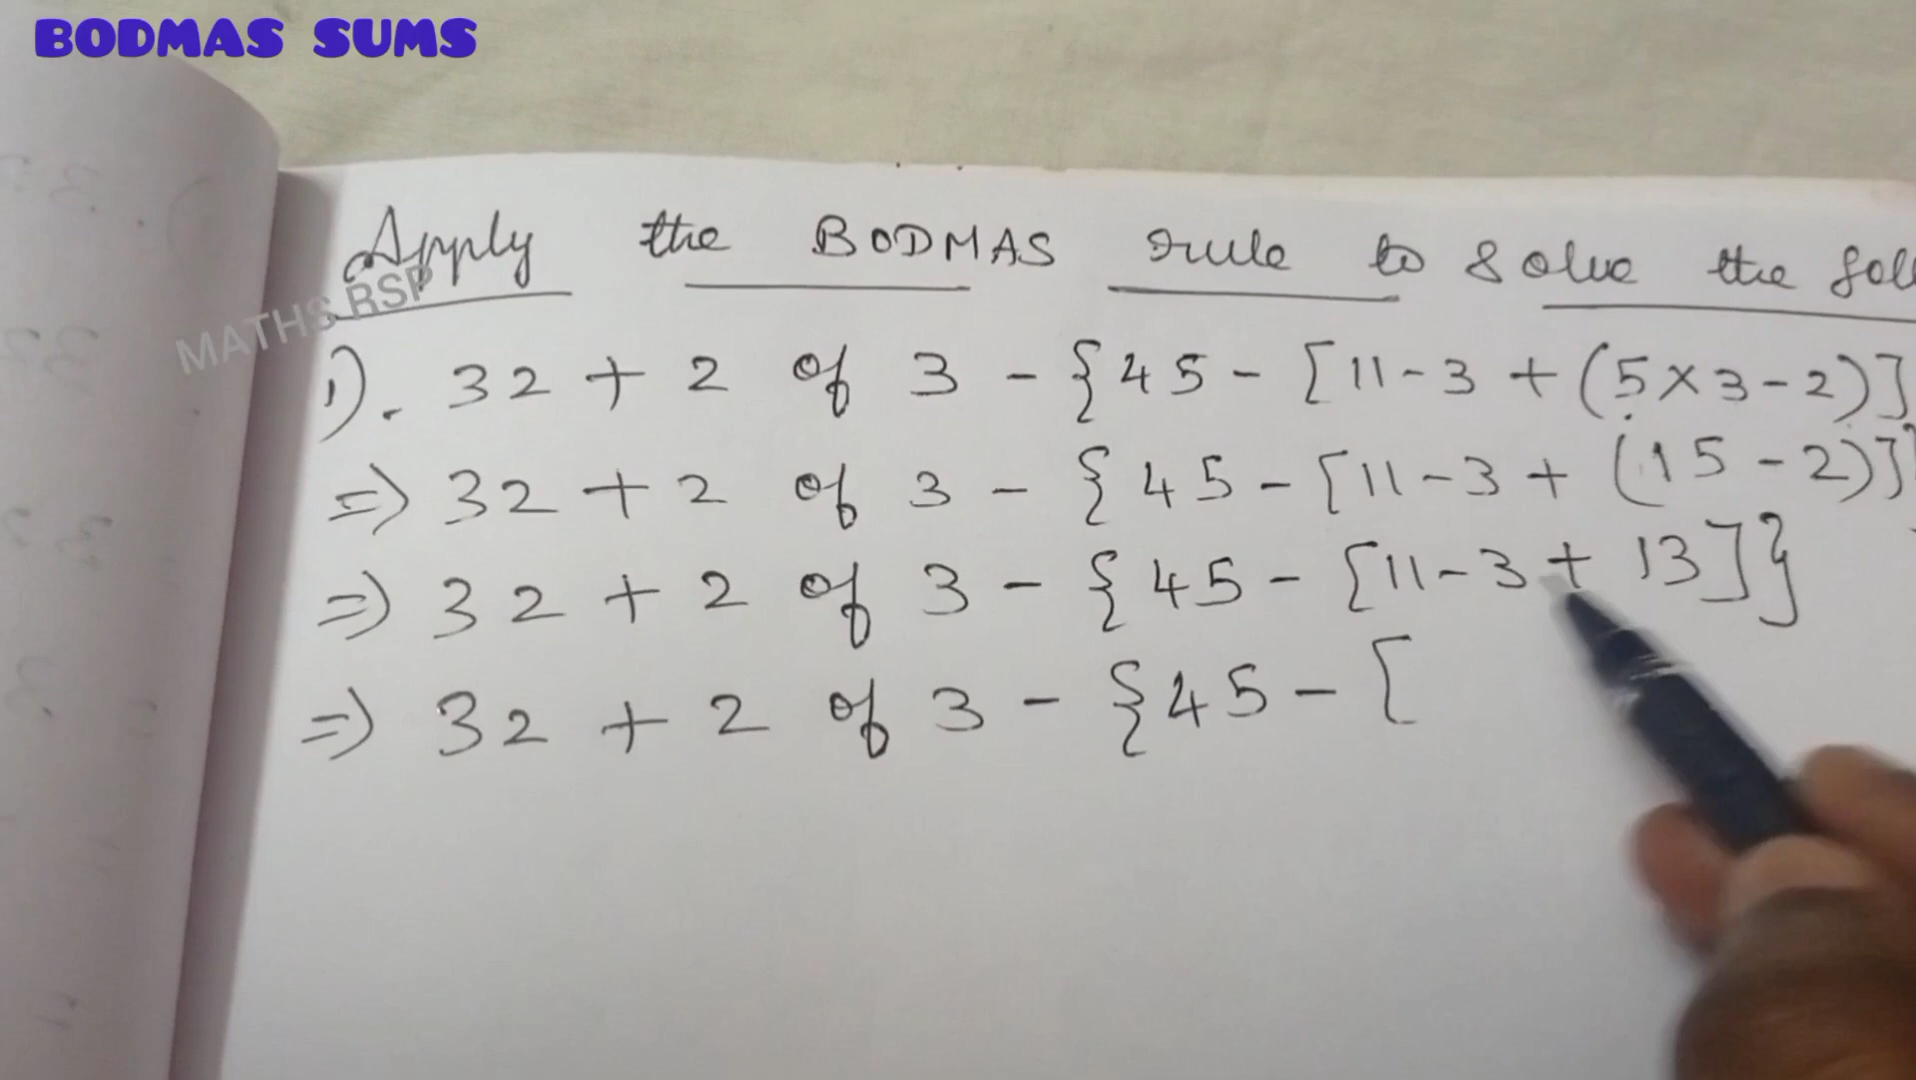 BODMAS SUMS
Apply the BODMAS rule to solve the
MATHS RSP
1). 32 + 2 of 3 - {45 - [11 - 3 + (5 × 3 - 2)]
=> 32 + 2 of 3 - {45 - [11 - 3 + (15 - 2)]}
=> 32 + 2 of 3 - {45 - [11 - 3 + 13]}
=> 32 + 2 of 3 - {45 - [